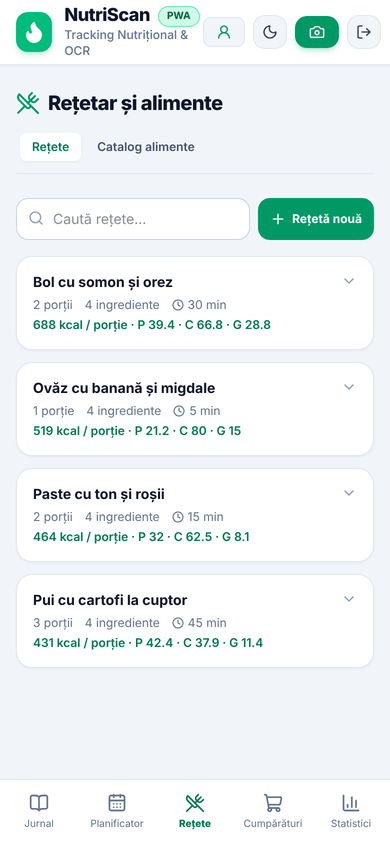 NutriScan PWA
Tracking Nutrițional &
OCR
Rețetar și alimente
Rețete Catalog alimente
Caută rețete...
Rețetă nouă
Bol cu somon și orez
2 porții 4 ingrediente 30 min
688 kcal / porție · P 39.4 · C 66.8 · G 28.8
Ovăz cu banană și migdale
1 porție 4 ingrediente 5 min
519 kcal / porție · P 21.2 · C 80 · G 15
Paste cu ton și roșii
2 porții 4 ingrediente 15 min
464 kcal / porție · P 32 · C 62.5 · G 8.1
Pui cu cartofi la cuptor
3 porții 4 ingrediente 45 min
431 kcal / porție · P 42.4 · C 37.9 · G 11.4
Jurnal Planificator Rețete Cumpărături Statistici